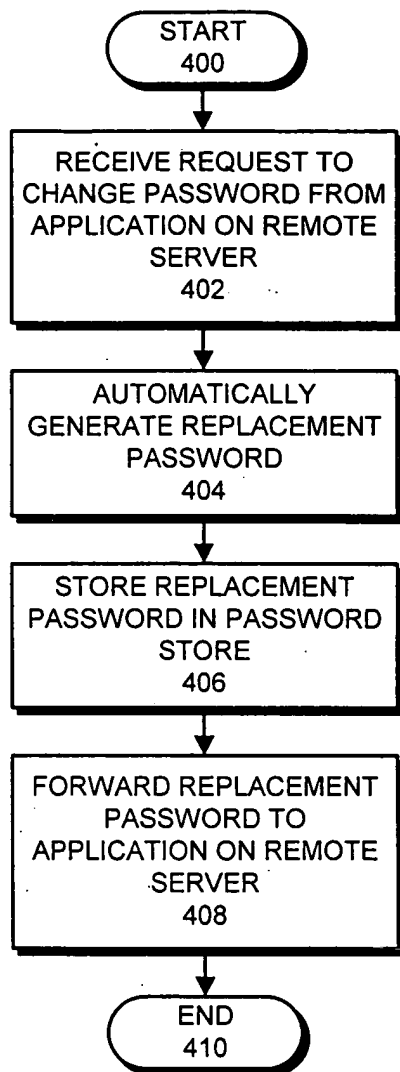 START
400
RECEIVE REQUEST TO
CHANGE PASSWORD FROM
APPLICATION ON REMOTE
SERVER
402
AUTOMATICALLY
GENERATE REPLACEMENT
PASSWORD
404
STORE REPLACEMENT
PASSWORD IN PASSWORD
STORE
406
FORWARD REPLACEMENT
PASSWORD TO
APPLICATION ON REMOTE
SERVER
408
END
410